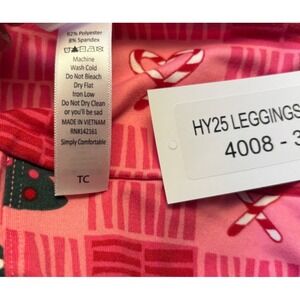 92% Polyester
8% Spandex
Machine
Wash Cold
Do Not Bleach
Dry Flat
Iron Low
Do Not Dry Clean
or you'll be sad
MADE IN VIETNAM
RN#142161
Simply Comfortable
TC
HY25 LEGGINGS
4008 - 3